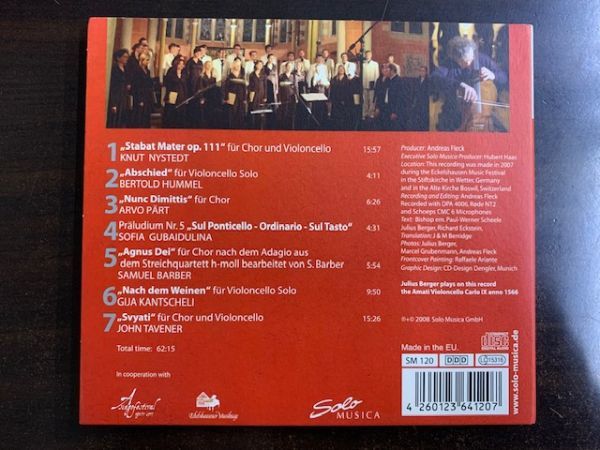 1 „Stabat Mater op. 111“ für Chor und Violoncello 15:57
KNUT NYSTEDT
2 „Abschied“ für Violoncello Solo 4:11
BERTOLD HUMMEL
3 „Nunc Dimittis“ für Chor 6:26
ARVO PÄRT
4 Präludium Nr. 5 „Sul Ponticello - Ordinario - Sul Tasto“ 4:31
SOFIA GUBAIDULINA
5 „Agnus Dei“ für Chor nach dem Adagio aus
dem Streichquartett h-moll bearbeitet von S. Barber 5:54
SAMUEL BARBER
6 „Nach dem Weinen“ für Violoncello Solo 9:50
GIJA KANTSCHELI
7 „Svyati“ für Chor und Violoncello 15:26
JOHN TAVENER
Total time: 62:15
In cooperation with
Solo
MUSICA
Producer: Andreas Fleck
Executive Solo Musica Producer: Hubert Haas
Location: This recording was made in 2007
during the Eckelshausen Music Festival
in the Stiftskirche in Wetter, Germany
and in the Alte Kirche Boswil, Switzerland
Recording and Editing: Andreas Fleck
Recorded with DPA 4006, Røde NT2
and Schoeps CMC 6 Microphones
Text: Bishop em. Paul-Werner Scheele
Julius Berger, Richard Eckstein,
Translation: J & M Berridge
Photos: Julius Berger,
Marcel Grubenmann, Andreas Fleck
Frontcover Painting: Raffaele Ariante
Graphic Design: CD-Design Dengler, Munich
Julius Berger plays on this record
the Amati Violoncello Carlo IX anno 1566
℗+© 2008 Solo Musica GmbH
Made in the EU.
COMPACT
disc
DIGITAL AUDIO
SM 120
DDD
LC 15316
4 260123 641207
www.solo-musica.de